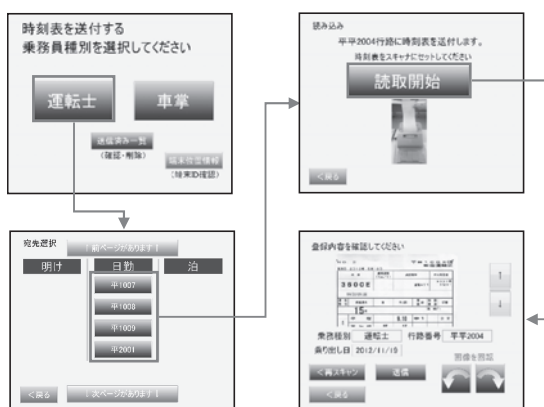 時刻表を送付する
乗務員種別を選択してください
運転士
車掌
送信済み一覧
(確認・削除)
端末位置情報
(端末ID確認)
宛先選択
↑前ページがあります↑
明け
日勤
泊
平1007
平1008
平1009
平2001
<戻る
↓次ページがあります↓
読み込み
平平2004行路に時刻表を送付します。
時刻表をスキャナにセットしてください
読取開始
<戻る
登録内容を確認してください
3800E
15
↑
↓
乗務種別 運転士 行路番号 平平2004
乗り出し日 2012/11/19
画像を回転
<再スキャン
送信
<戻る